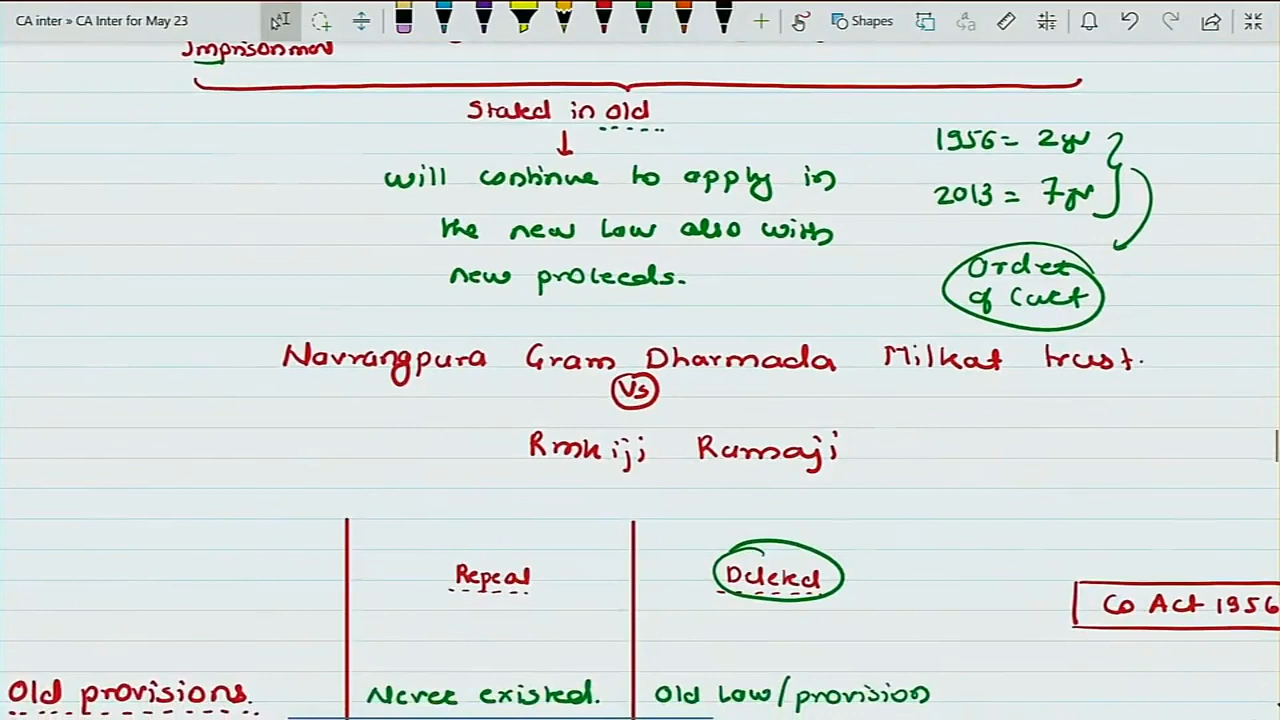 CA inter » CA Inter for May 23
Shapes
Imprisonment
Stated in old
will continue to apply in
the new law also with
new protecols.
1956 = 2yr
2013 = 7yr
Order
of Cuct
Navrangpura Gram Dharmada Milkat trust.
Vs
Rmkiji Ramaji
Repeal
Deleted
Co Act 1956
Old provisions.
Never existed.
Old Law/provision